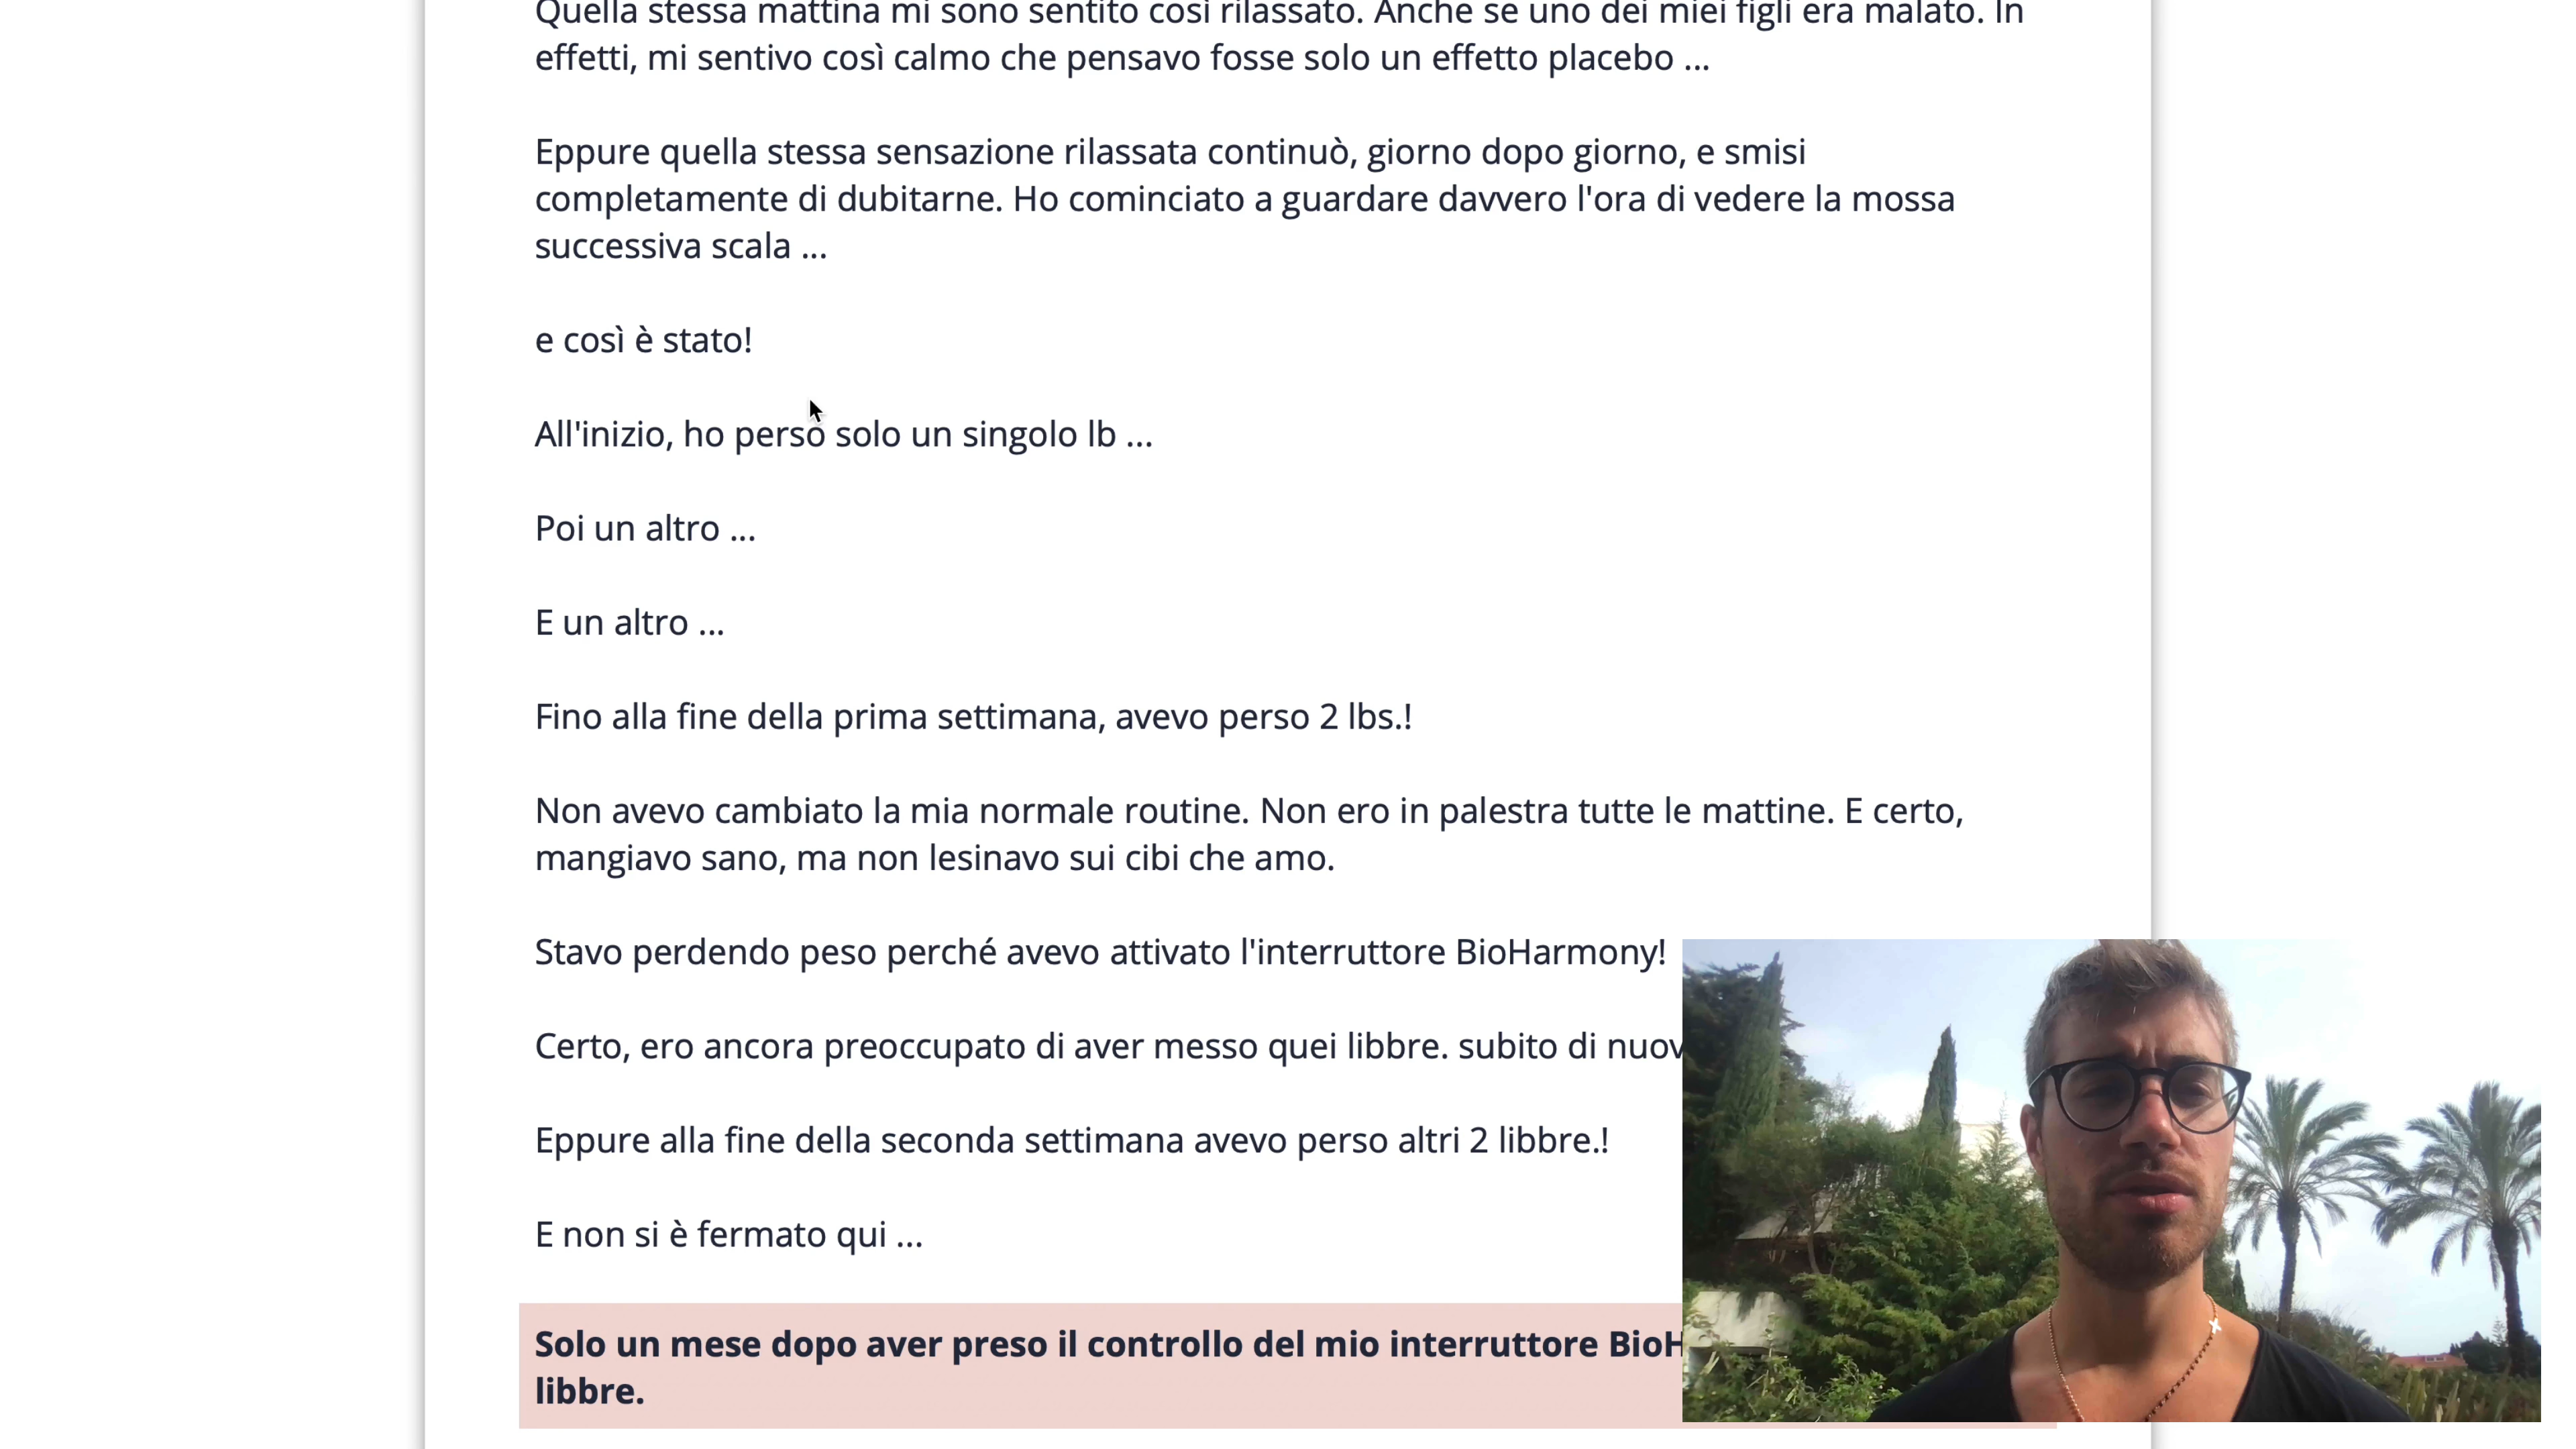 Quella stessa mattina mi sono sentito così rilassato. Anche se uno dei miei figli era malato. In
effetti, mi sentivo così calmo che pensavo fosse solo un effetto placebo ...
Eppure quella stessa sensazione rilassata continuò, giorno dopo giorno, e smisi
completamente di dubitarne. Ho cominciato a guardare davvero l'ora di vedere la mossa
successiva scala ...
e così è stato!
All'inizio, ho perso solo un singolo lb ...
Poi un altro ...
E un altro ...
Fino alla fine della prima settimana, avevo perso 2 lbs.!
Non avevo cambiato la mia normale routine. Non ero in palestra tutte le mattine. E certo,
mangiavo sano, ma non lesinavo sui cibi che amo.
Stavo perdendo peso perché avevo attivato l'interruttore BioHarmony!
Certo, ero ancora preoccupato di aver messo quei libbre. subito di nuov
Eppure alla fine della seconda settimana avevo perso altri 2 libbre.!
E non si è fermato qui ...
Solo un mese dopo aver preso il controllo del mio interruttore BioH
libbre.